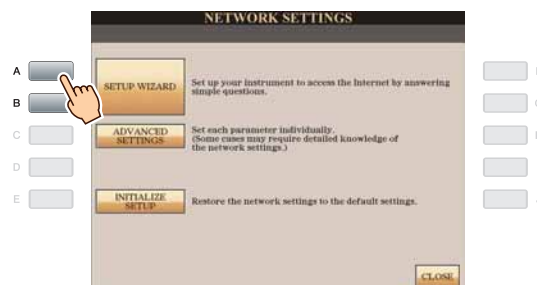 NETWORK SETTINGS
A
B
C
D
E
SETUP WIZARD
Set up your instrument to access the Internet by answering
simple questions.
ADVANCED
SETTINGS
Set each parameter individually.
(Some cases may require detailed knowledge of
the network settings.)
INITIALIZE
SETUP
Restore the network settings to the default settings.
CLOSE